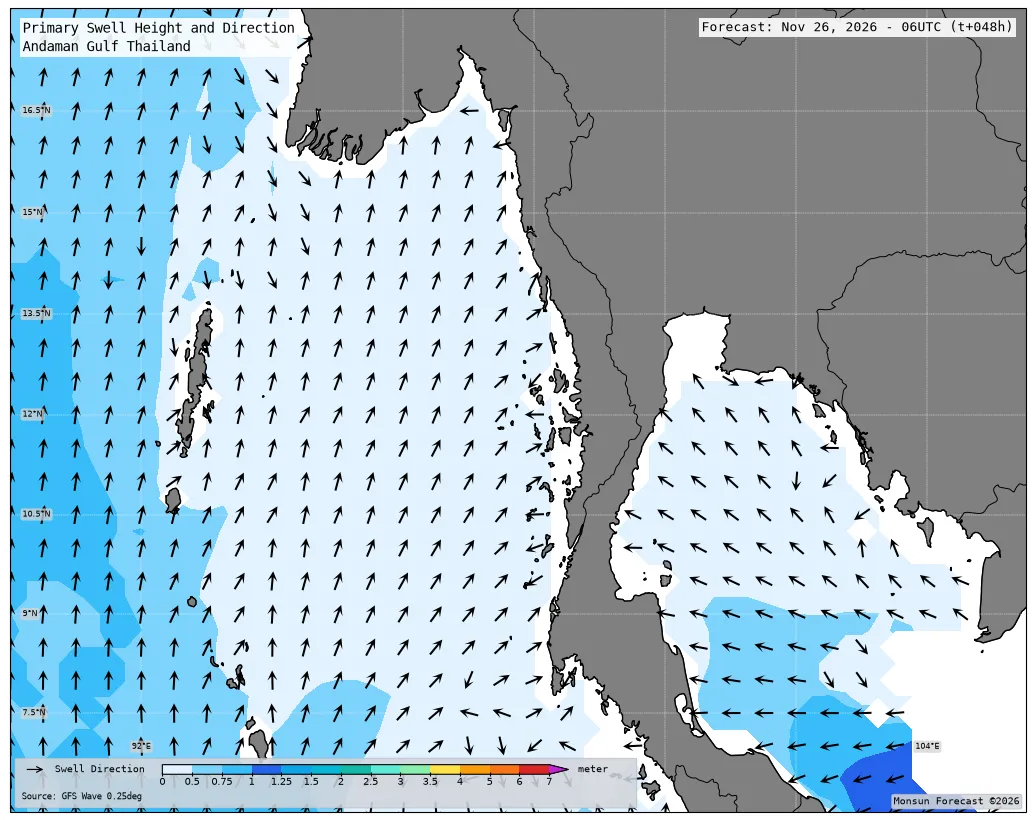 Primary Swell Height and Direction
Andaman Gulf Thailand
Forecast: Nov 26, 2026 - 06UTC (t+048h)
16.5°N
15°N
13.5°N
12°N
10.5°N
9°N
7.5°N
92°E
104°E
Swell Direction
0 0.5 0.75 1.25 1.5 2 2.5 3 3.5 4 5 6 7
meter
Source: GFS Wave 0.25deg
Monsun Forecast ©2026